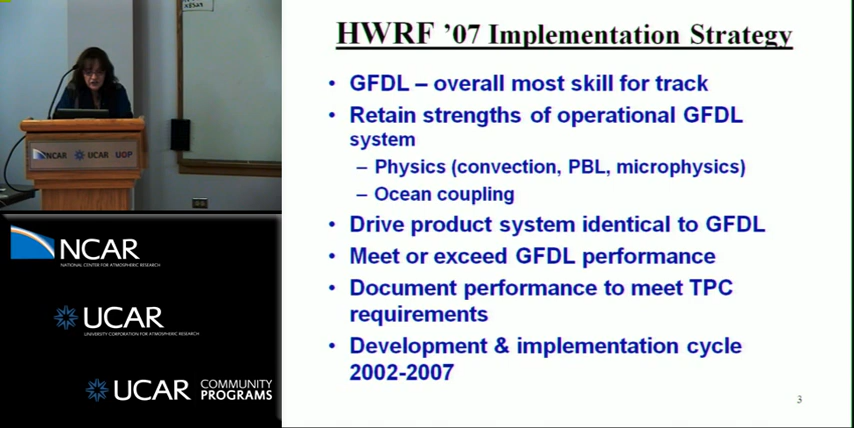 HWRF ’07 Implementation Strategy
• GFDL – overall most skill for track
• Retain strengths of operational GFDL
system
– Physics (convection, PBL, microphysics)
– Ocean coupling
• Drive product system identical to GFDL
• Meet or exceed GFDL performance
• Document performance to meet TPC
requirements
• Development & implementation cycle
2002-2007
3
NCAR UCAR UOP
NCAR
NATIONAL CENTER FOR ATMOSPHERIC RESEARCH
UCAR
UNIVERSITY CORPORATION FOR ATMOSPHERIC RESEARCH
UCAR COMMUNITY
PROGRAMS